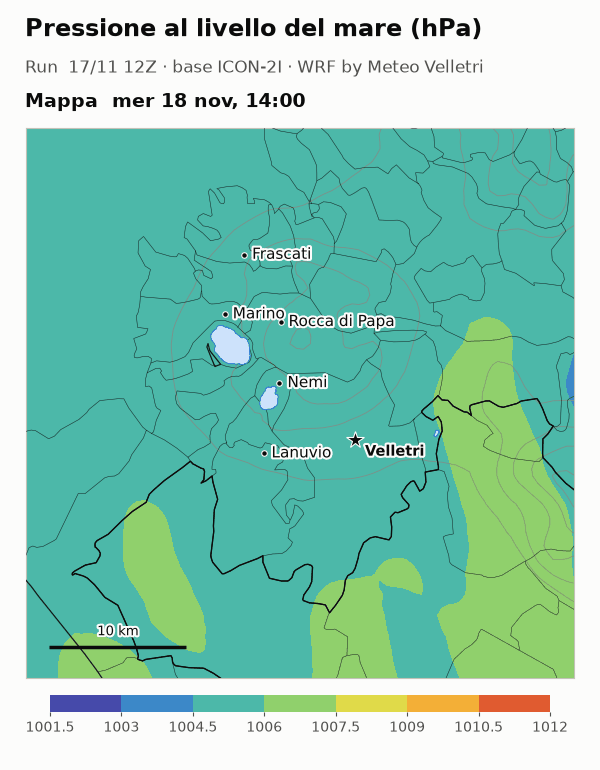 Pressione al livello del mare (hPa)
Run  17/11 12Z · base ICON-2I · WRF by Meteo Velletri
Mappa  mer 18 nov, 14:00
Frascati
Marino
Rocca di Papa
Nemi
Velletri
Lanuvio
10 km
1001.5 1003 1004.5 1006 1007.5 1009 1010.5 1012